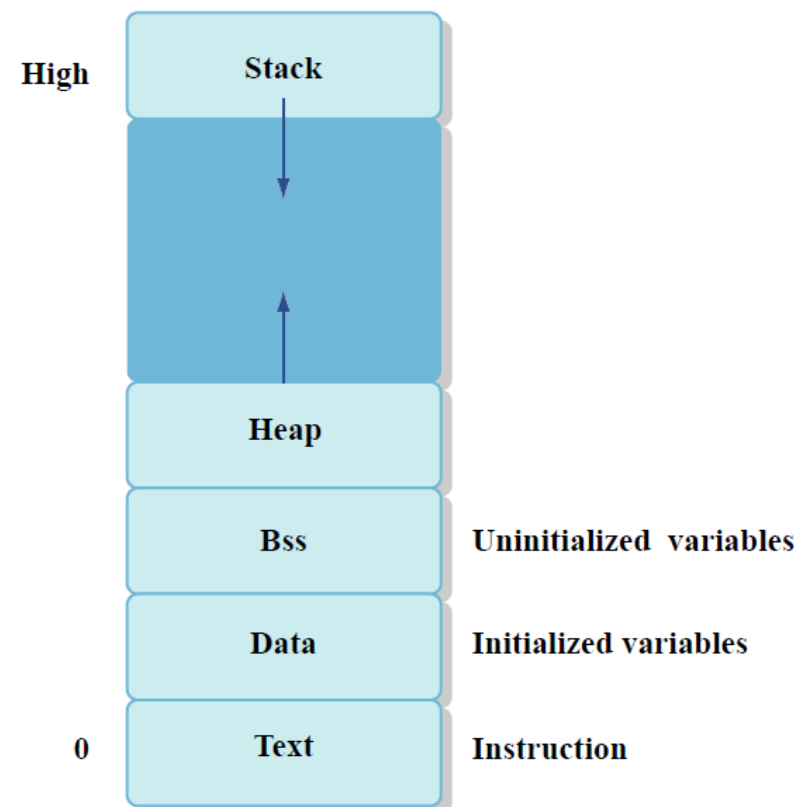 High Stack
Heap
Bss Uninitialized variables
Data Initialized variables
0 Text Instruction